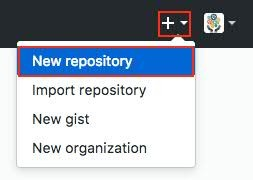 New repository
Import repository
New gist
New organization